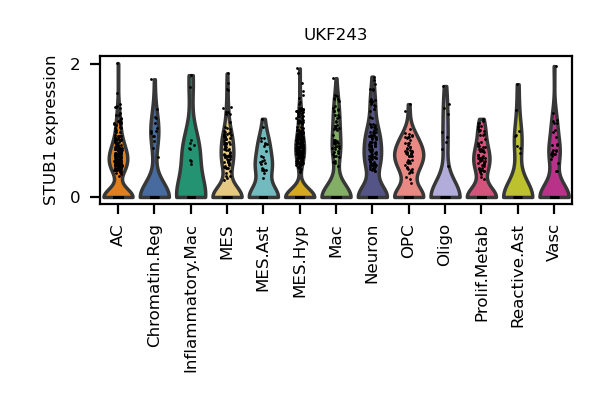 UKF243
STUB1 expression
2
0
AC
Chromatin.Reg
Inflammatory.Mac
MES
MES.Ast
MES.Hyp
Mac
Neuron
OPC
Oligo
Prolif.Metab
Reactive.Ast
Vasc